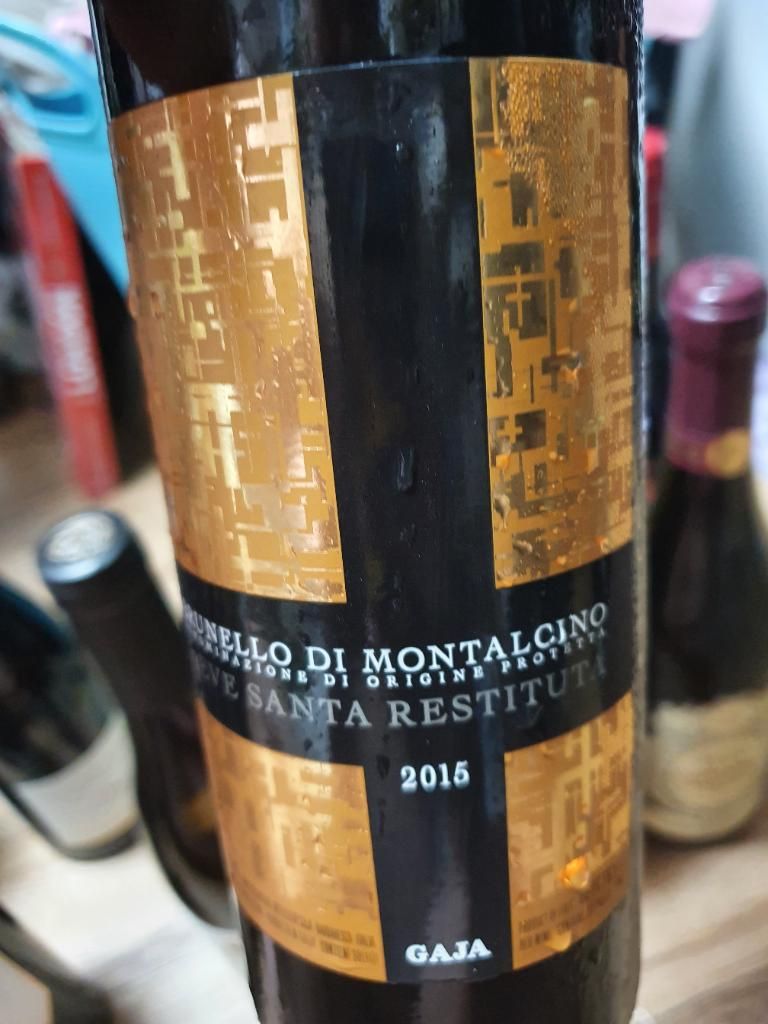 BRUNELLO DI MONTALCINO
DENOMINAZIONE DI ORIGINE PROTETTA
PIEVE SANTA RESTITUTA
2015
GAJA